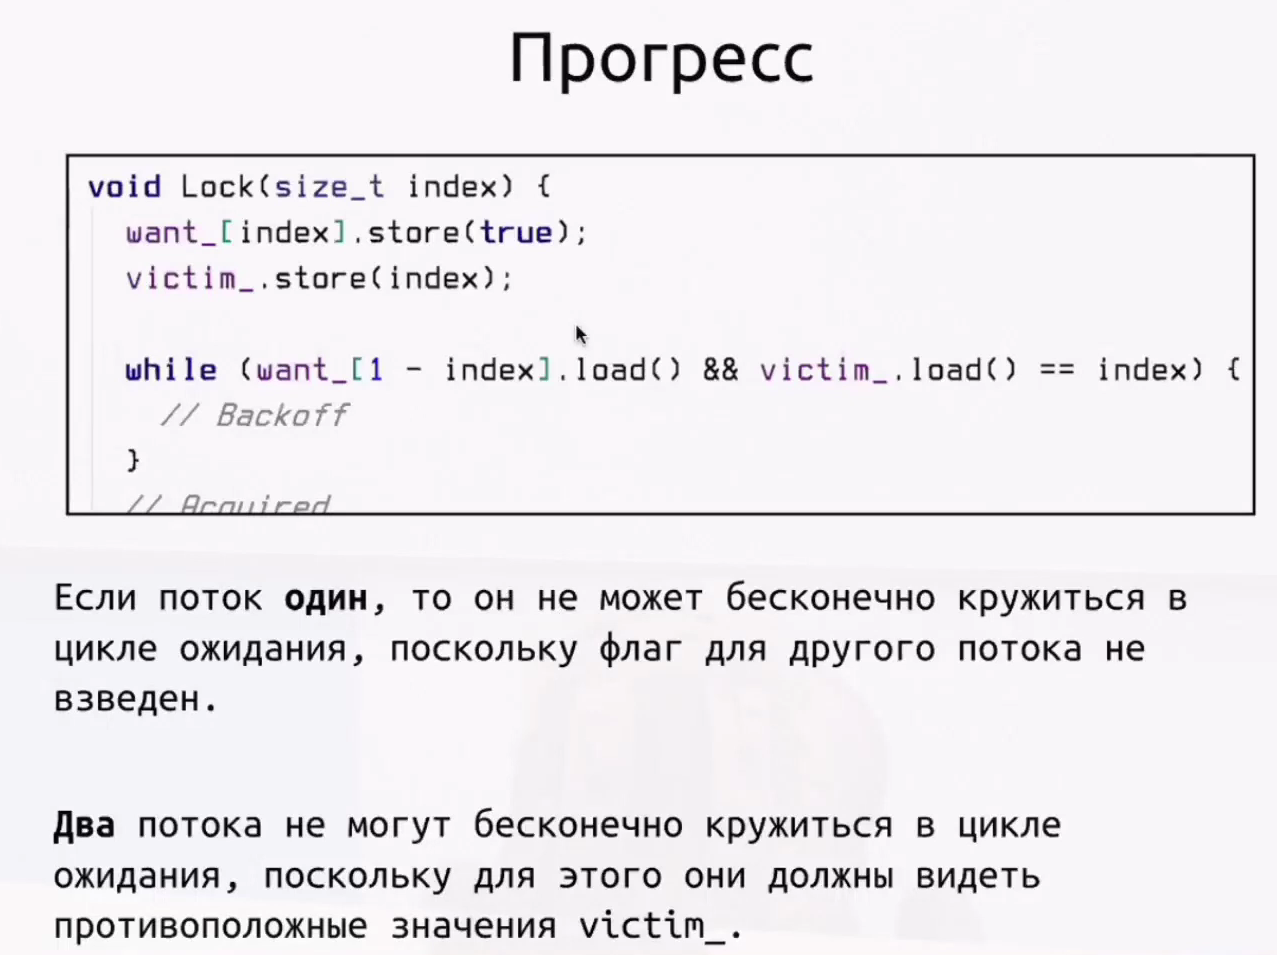 Прогресс
void Lock(size_t index) {
want_[index].store(true);
victim_.store(index);
while (want_[1 - index].load() && victim_.load() == index) {
// Backoff
}
// Acquired
Если поток один, то он не может бесконечно кружиться в
цикле ожидания, поскольку флаг для другого потока не
взведен.
Два потока не могут бесконечно кружиться в цикле
ожидания, поскольку для этого они должны видеть
противоположные значения victim_.